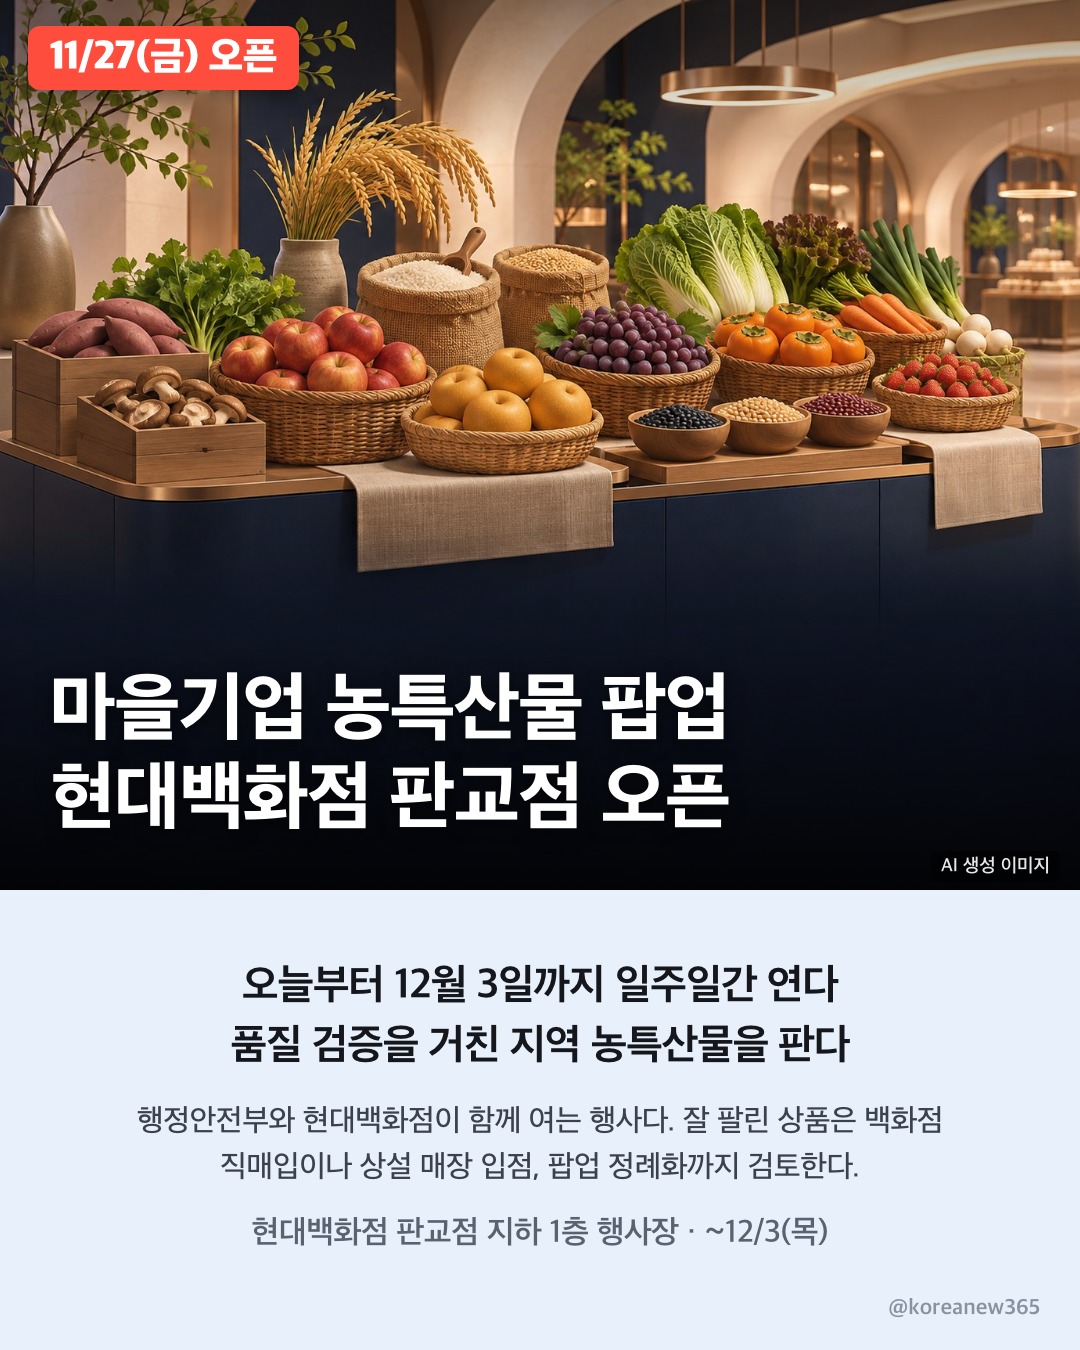 11/27(금) 오픈
마을기업 농특산물 팝업
현대백화점 판교점 오픈
AI 생성 이미지
오늘부터 12월 3일까지 일주일간 연다
품질 검증을 거친 지역 농특산물을 판다
행정안전부와 현대백화점이 함께 여는 행사다. 잘 팔린 상품은 백화점
직매입이나 상설 매장 입점, 팝업 정례화까지 검토한다.
현대백화점 판교점 지하 1층 행사장 · ~12/3(목)
@koreanew365